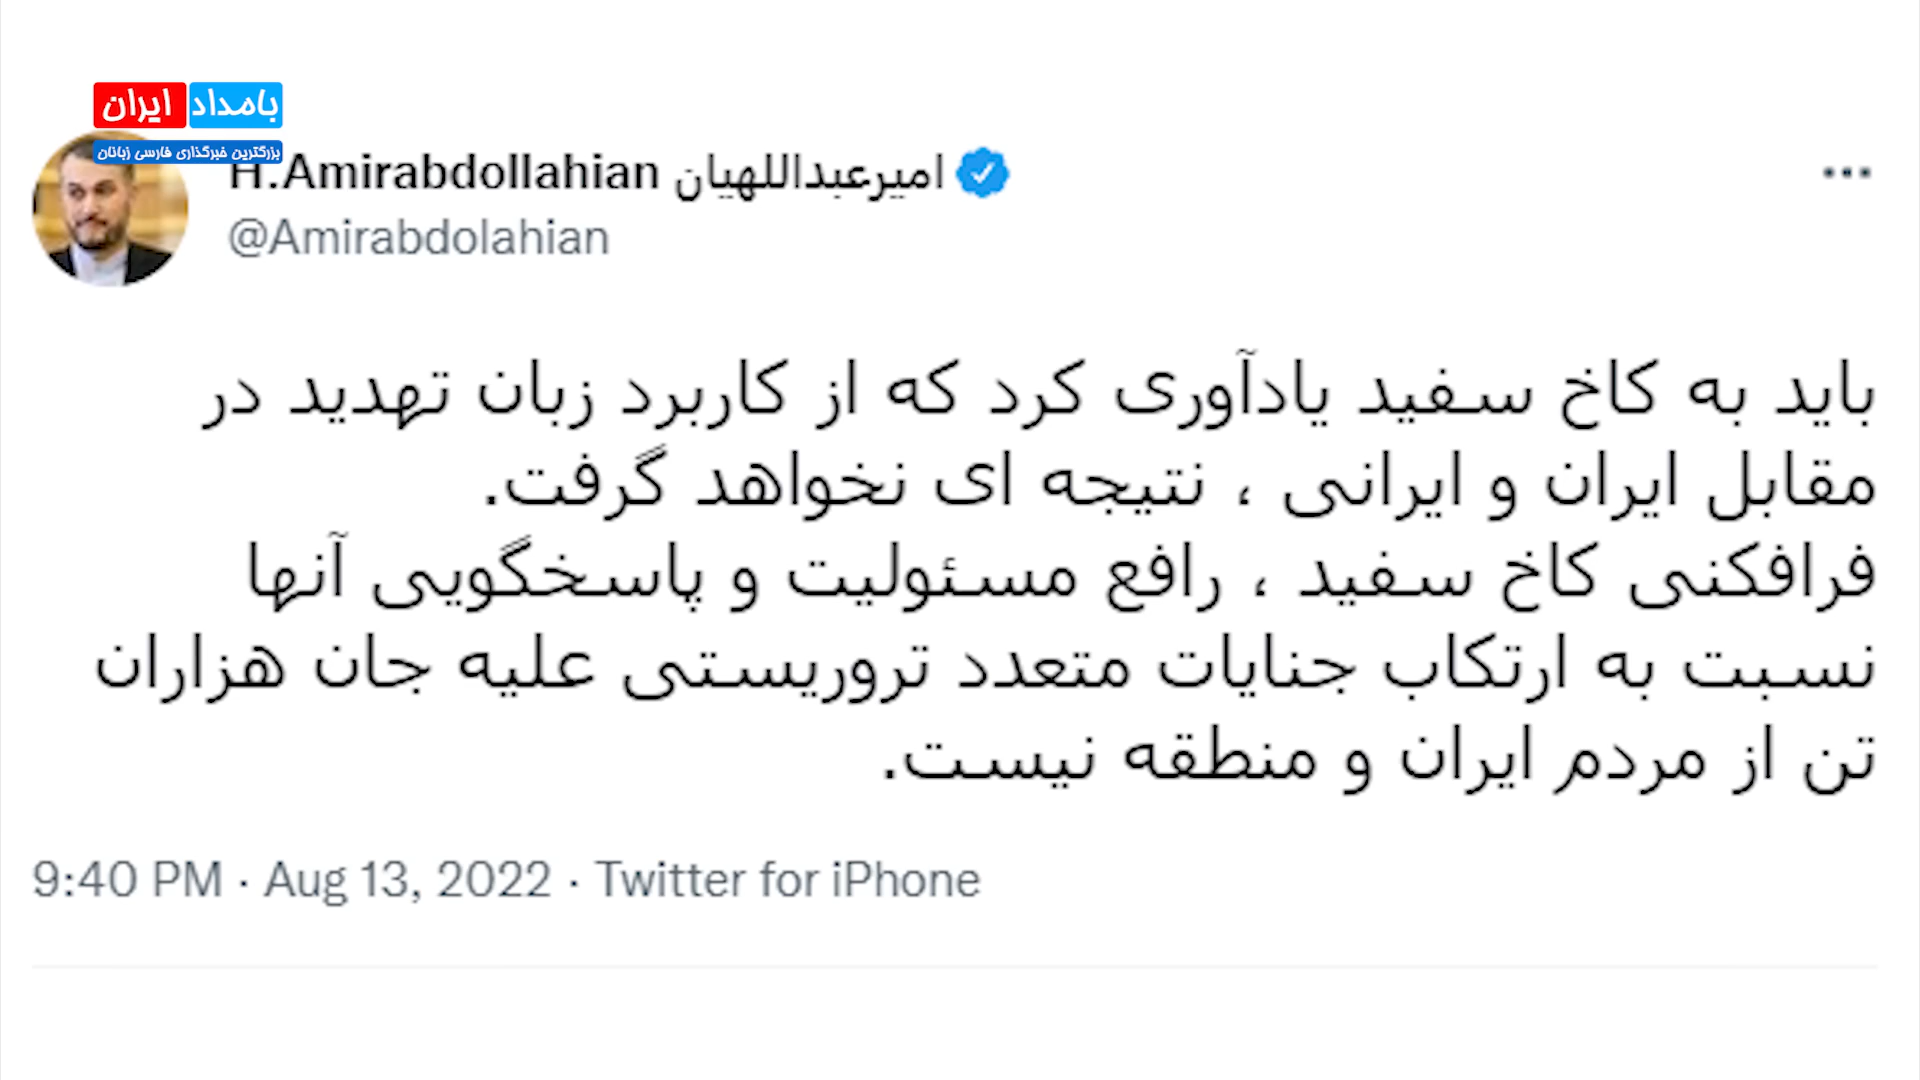 بامداد ایران
بزرگترین خبرگذاری فارسی زبانان
H.Amirabdollahian امیرعبداللهیان
@Amirabdolahian
باید به کاخ سفید یادآوری کرد که از کاربرد زبان تهدید در
مقابل ایران و ایرانی ، نتیجه ای نخواهد گرفت.
فرافکنی کاخ سفید ، رافع مسئولیت و پاسخگویی آنها
نسبت به ارتکاب جنایات متعدد تروریستی علیه جان هزاران
تن از مردم ایران و منطقه نیست.
9:40 PM · Aug 13, 2022 · Twitter for iPhone